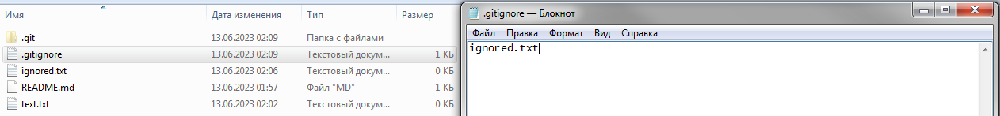 Имя Дата изменения Тип Размер
.git 13.06.2023 02:09 Папка с файлами
.gitignore 13.06.2023 02:09 Текстовый докум... 1 КБ
ignored.txt 13.06.2023 02:06 Текстовый докум... 0 КБ
README.md 13.06.2023 01:57 Файл "MD" 1 КБ
text.txt 13.06.2023 02:02 Текстовый докум... 0 КБ
.gitignore — Блокнот
Файл Правка Формат Вид Справка
ignored.txt